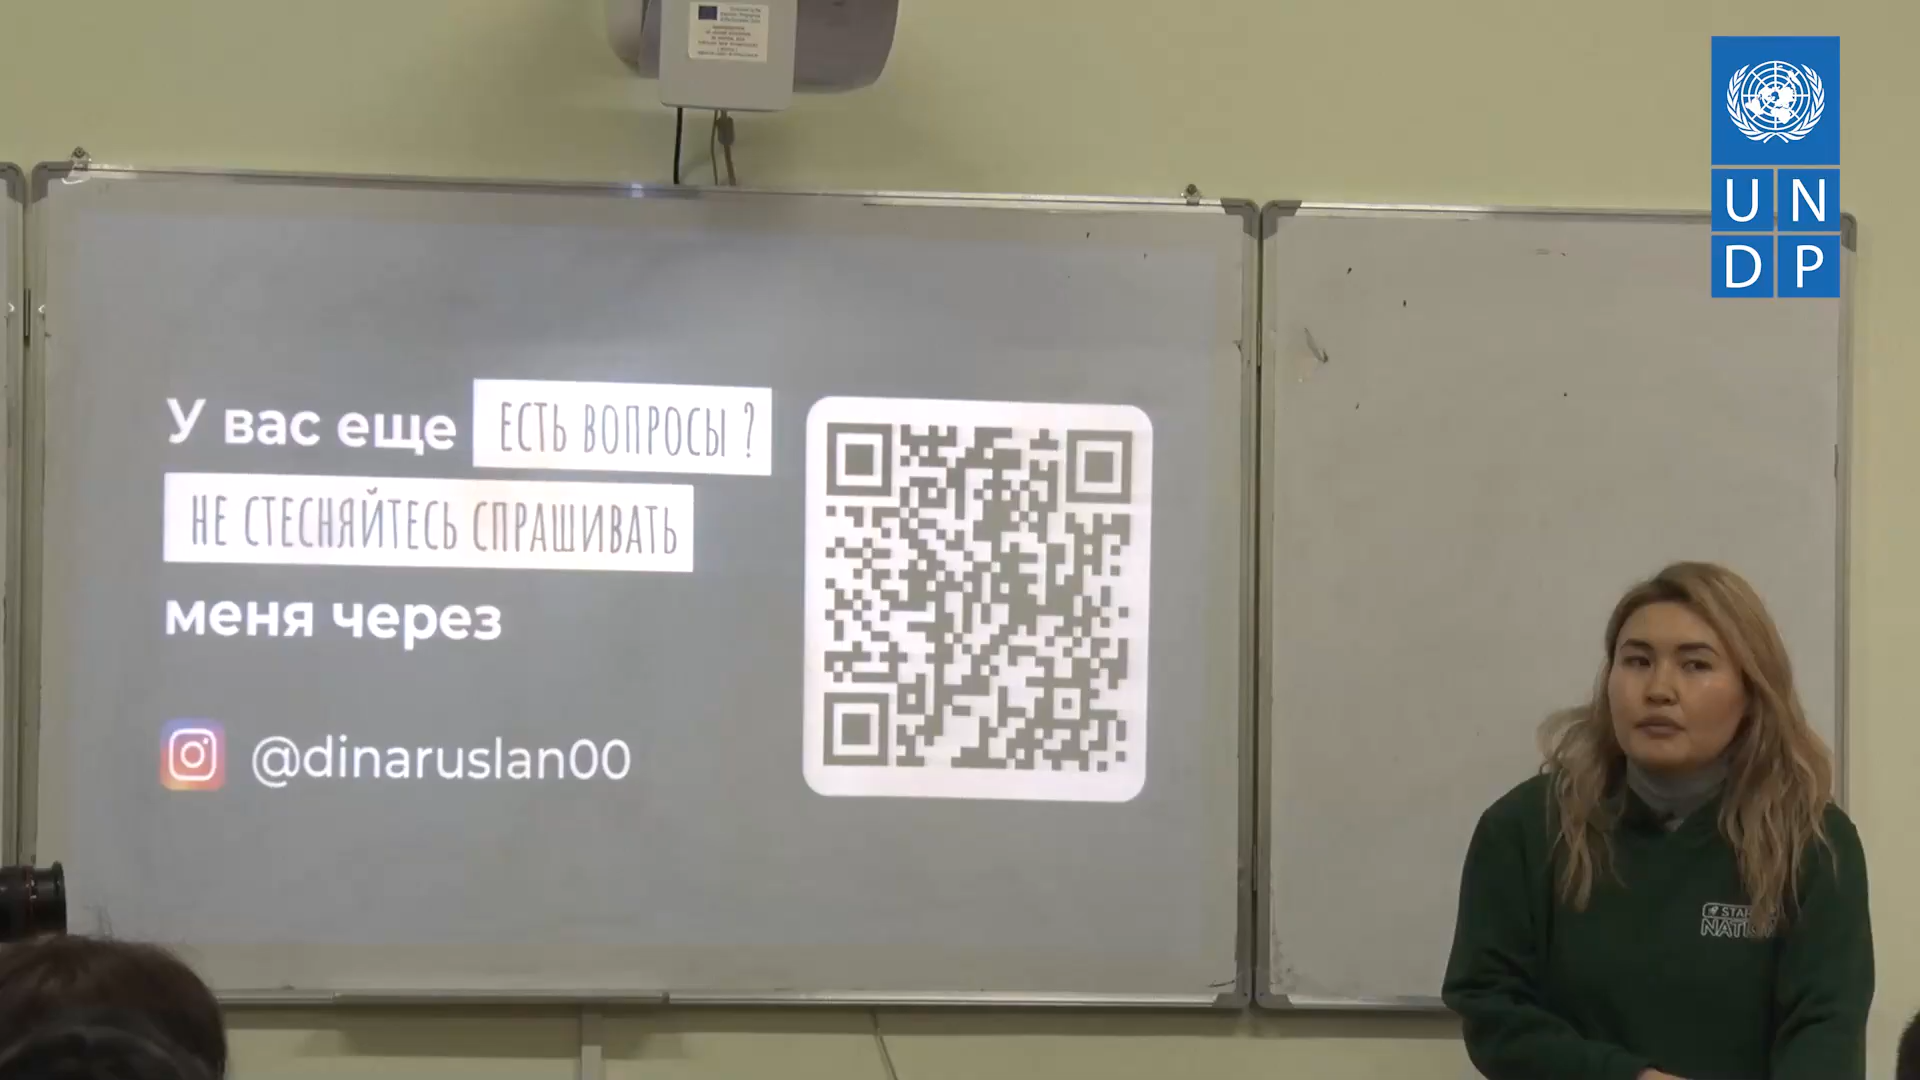 У вас еще ЕСТЬ ВОПРОСЫ ?
НЕ СТЕСНЯЙТЕСЬ СПРАШИВАТЬ
меня через
@dinaruslan00
U N
D P